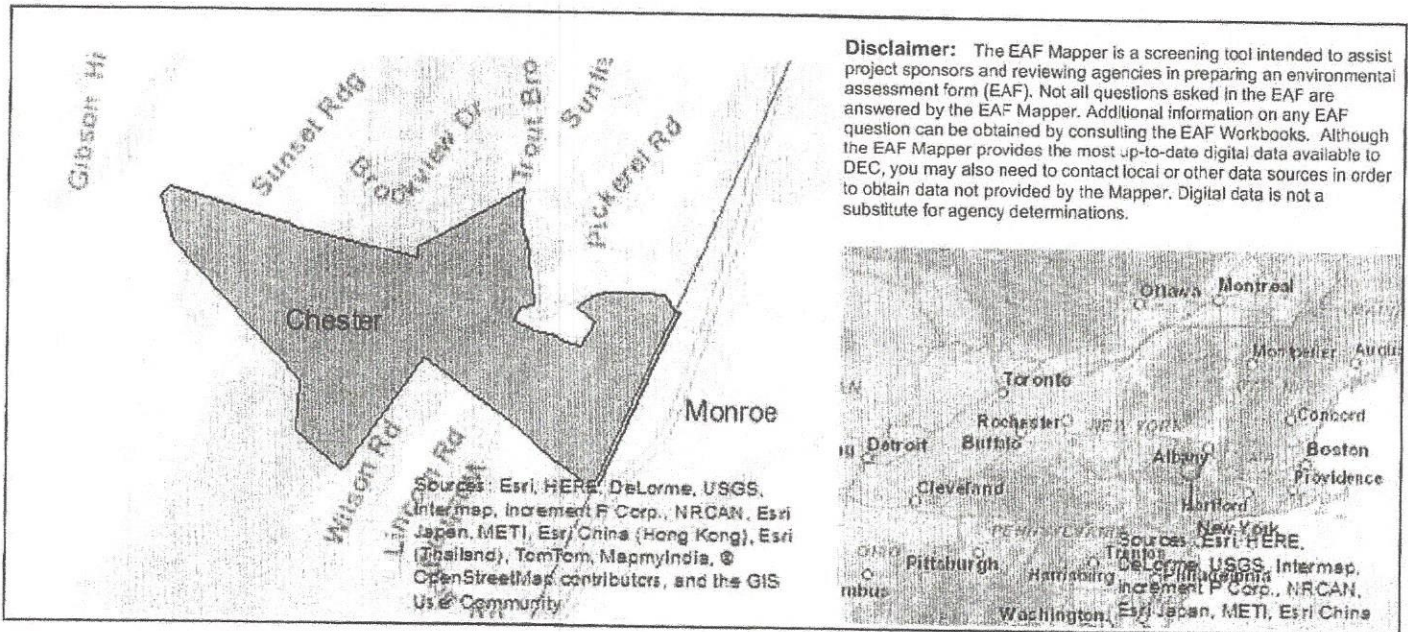 Disclaimer: The EAF Mapper is a screening tool intended to assist
project sponsors and reviewing agencies in preparing an environmental
assessment form (EAF). Not all questions asked in the EAF are
answered by the EAF Mapper. Additional information on any EAF
question can be obtained by consulting the EAF Workbooks. Although
the EAF Mapper provides the most up-to-date digital data available to
DEC, you may also need to contact local or other data sources in order
to obtain data not provided by the Mapper. Digital data is not a
substitute for agency determinations.
Gibson Hi
Sunset Rdg
Brookview Dr
Trout Bro
Sunfis
Pickerel Rd
Chester
Monroe
Wilson Rd
Rd
Sources: Esri, HERE, DeLorme, USGS,
Intermap, increment P Corp., NRCAN, Esri
Japan, METI, Esri China (Hong Kong), Esri
(Thailand), TomTom, MapmyIndia, ©
OpenStreetMap contributors, and the GIS
User Community
Ottawa
Montreal
Montpelier
Toronto
Rochester
NEW YORK
Concord
Detroit
Buffalo
Albany
Boston
Providence
Cleveland
Hartford
PENNSYLVANIA
New York
OHIO
Pittsburgh
Harrisburg
Trenton
Philadelphia
mbus
Washington
Sources: Esri, HERE,
DeLorme, USGS, Intermap,
increment P Corp., NRCAN,
Esri Japan, METI, Esri China